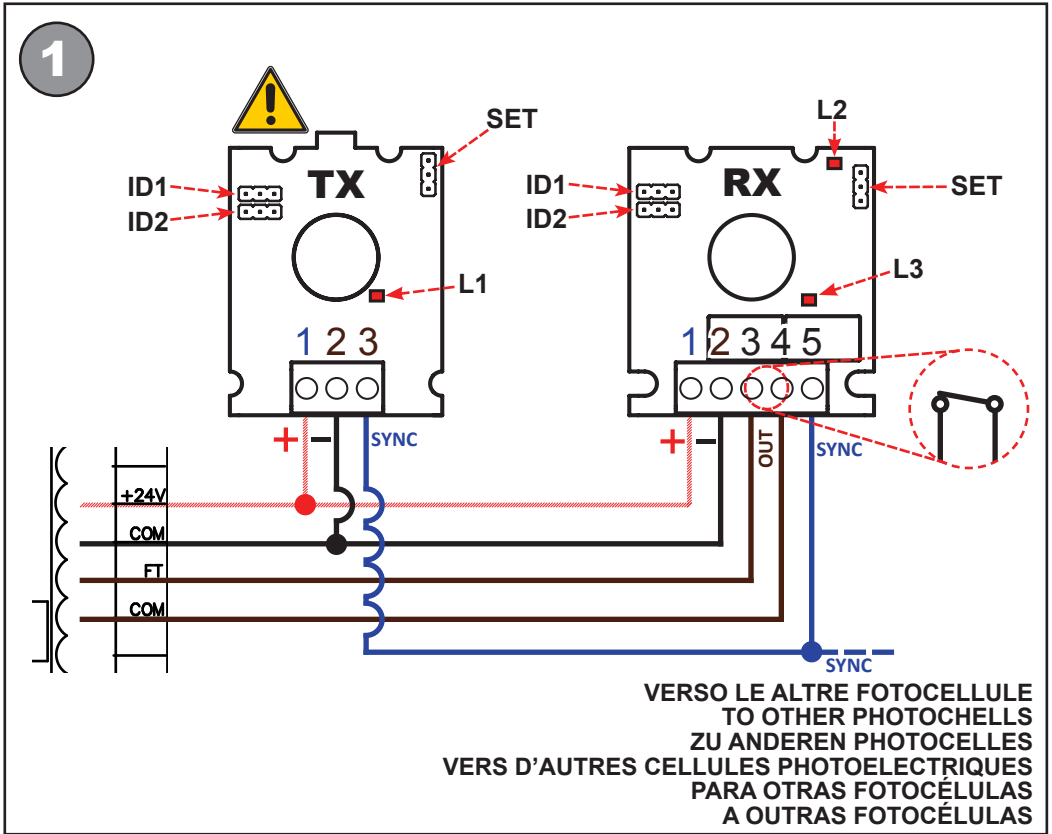 1
SET
L2
TX
RX
ID1
ID2
ID1
ID2
SET
L1
L3
1 2 3
1 2 3 4 5
+ –
SYNC
+ –
OUT
SYNC
+24V
COM
FT
COM
SYNC
VERSO LE ALTRE FOTOCELLULE
TO OTHER PHOTOCHELLS
ZU ANDEREN PHOTOCELLES
VERS D’AUTRES CELLULES PHOTOELECTRIQUES
PARA OTRAS FOTOCÉLULAS
A OUTRAS FOTOCÉLULAS